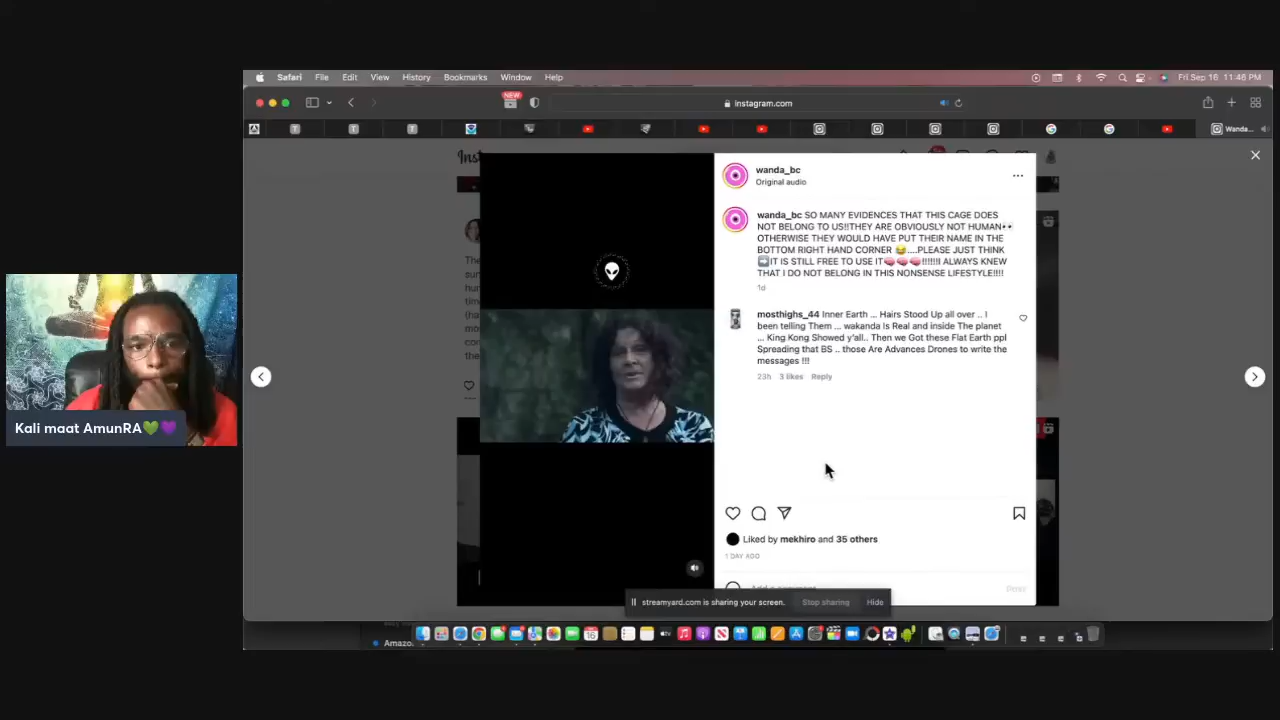 Safari File Edit View History Bookmarks Window Help
Fri Sep 16 11:46 PM
NEW
instagram.com
Wanda...
wanda_bc
Original audio
wanda_bc SO MANY EVIDENCES THAT THIS CAGE DOES
NOT BELONG TO US!!THEY ARE OBVIOUSLY NOT HUMAN👀
OTHERWISE THEY WOULD HAVE PUT THEIR NAME IN THE
BOTTOM RIGHT HAND CORNER 😂....PLEASE JUST THINK
➡️IT IS STILL FREE TO USE IT🧠🧠🧠!!!!!!! ALWAYS KNEW
THAT I DO NOT BELONG IN THIS NONSENSE LIFESTYLE!!!!
1d
mosthighs_44 Inner Earth ... Hairs Stood Up all over .. I
been telling Them ... wakanda Is Real and inside The planet
... King Kong Showed y'all.. Then we Got these Flat Earth ppl
Spreading that BS .. those Are Advances Drones to write the
messages !!!
23h 3 likes Reply
Kali maat AmunRA💚💜
Liked by mekhiro and 35 others
1 DAY AGO
Add a comment...
Post
streamyard.com is sharing your screen. Stop sharing Hide
Amazo